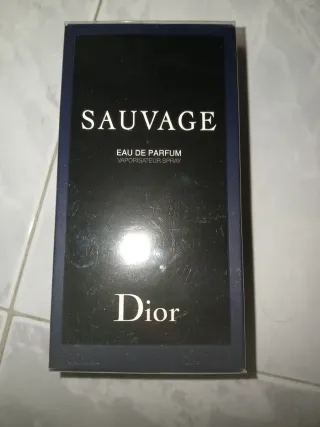 SAUVAGE
EAU DE PARFUM
VAPORISATEUR SPRAY
Dior